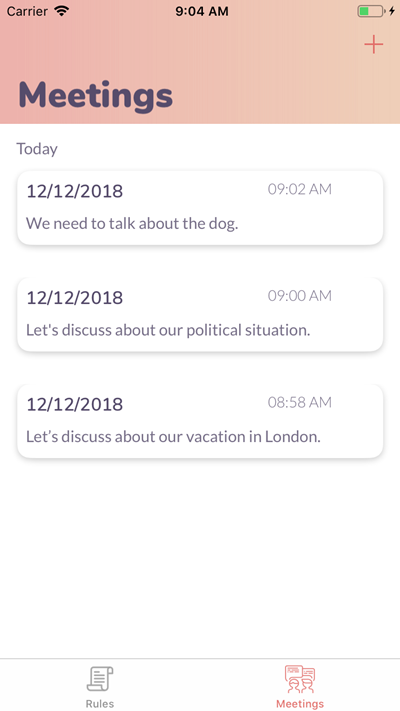 Carrier 9:04 AM
Meetings
Today
12/12/2018 09:02 AM
We need to talk about the dog.
12/12/2018 09:00 AM
Let's discuss about our political situation.
12/12/2018 08:58 AM
Let’s discuss about our vacation in London.
Rules Meetings